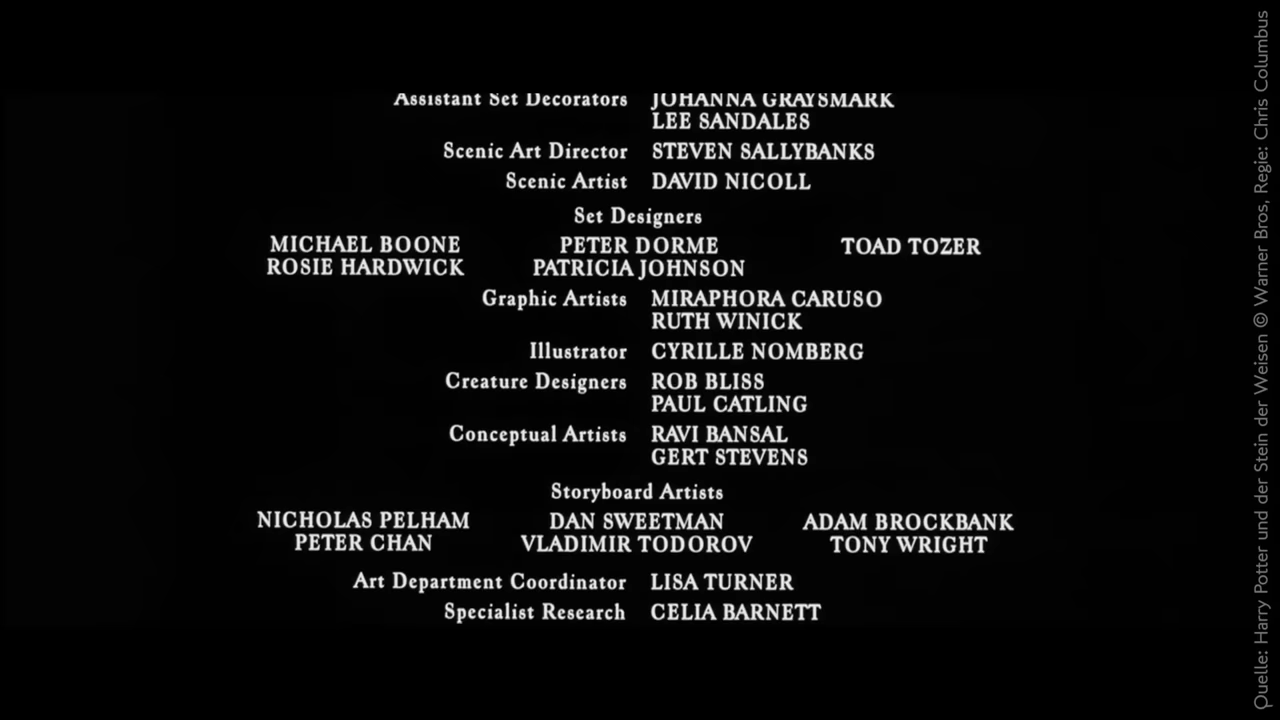 Assistant Set Decorators JOHANNA GRAYSMARK
LEE SANDALES
Scenic Art Director STEVEN SALLYBANKS
Scenic Artist DAVID NICOLL
Set Designers
MICHAEL BOONE PETER DORME TOAD TOZER
ROSIE HARDWICK PATRICIA JOHNSON
Graphic Artists MIRAPHORA CARUSO
RUTH WINICK
Illustrator CYRILLE NOMBERG
Creature Designers ROB BLISS
PAUL CATLING
Conceptual Artists RAVI BANSAL
GERT STEVENS
Storyboard Artists
NICHOLAS PELHAM DAN SWEETMAN ADAM BROCKBANK
PETER CHAN VLADIMIR TODOROV TONY WRIGHT
Art Department Coordinator LISA TURNER
Specialist Research CELIA BARNETT
Quelle: Harry Potter und der Stein der Weisen © Warner Bros, Regie: Chris Columbus